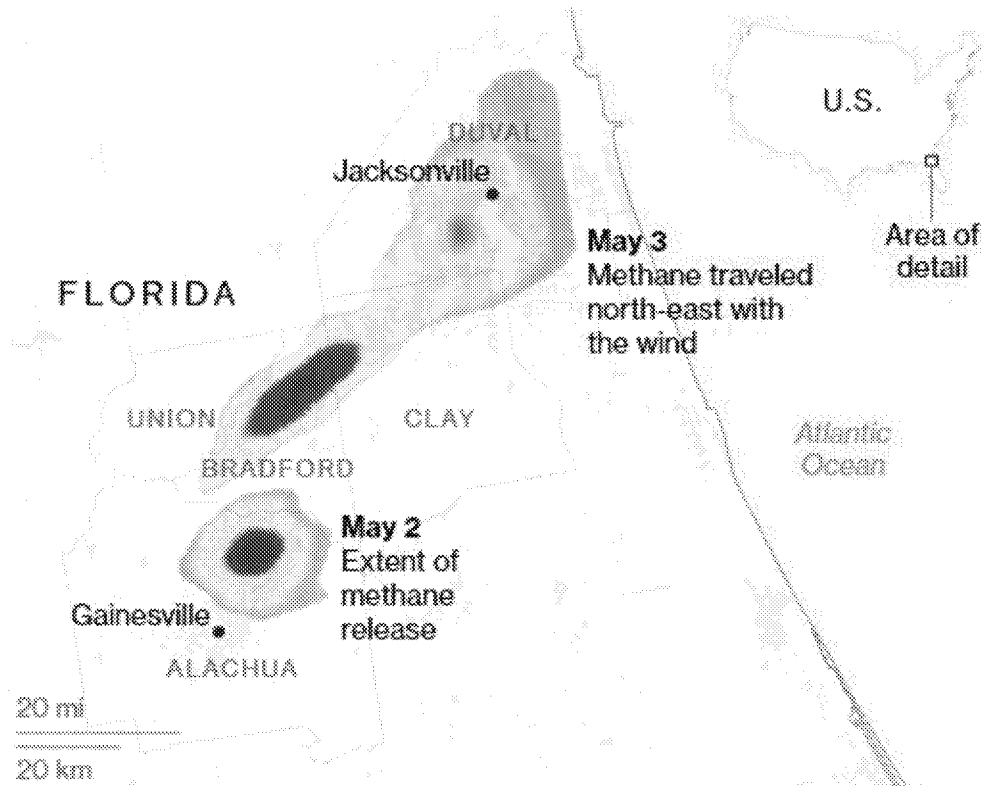 U.S.
DUVAL
Jacksonville
Area of
detail
May 3
Methane traveled
north-east with
the wind
FLORIDA
UNION
CLAY
BRADFORD
Atlantic
Ocean
May 2
Extent of
methane
release
Gainesville
ALACHUA
20 mi
20 km